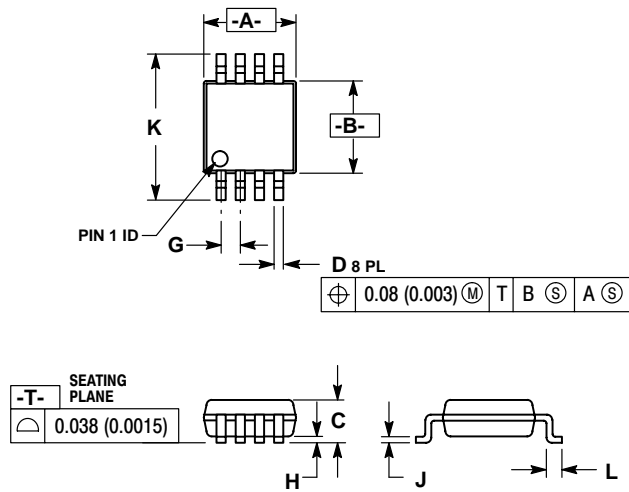 -A-
K
-B-
PIN 1 ID
G
D 8 PL
⌖ 0.08 (0.003) Ⓜ T B Ⓢ A Ⓢ
-T- SEATING PLANE
⌓ 0.038 (0.0015)
C
H
J
L